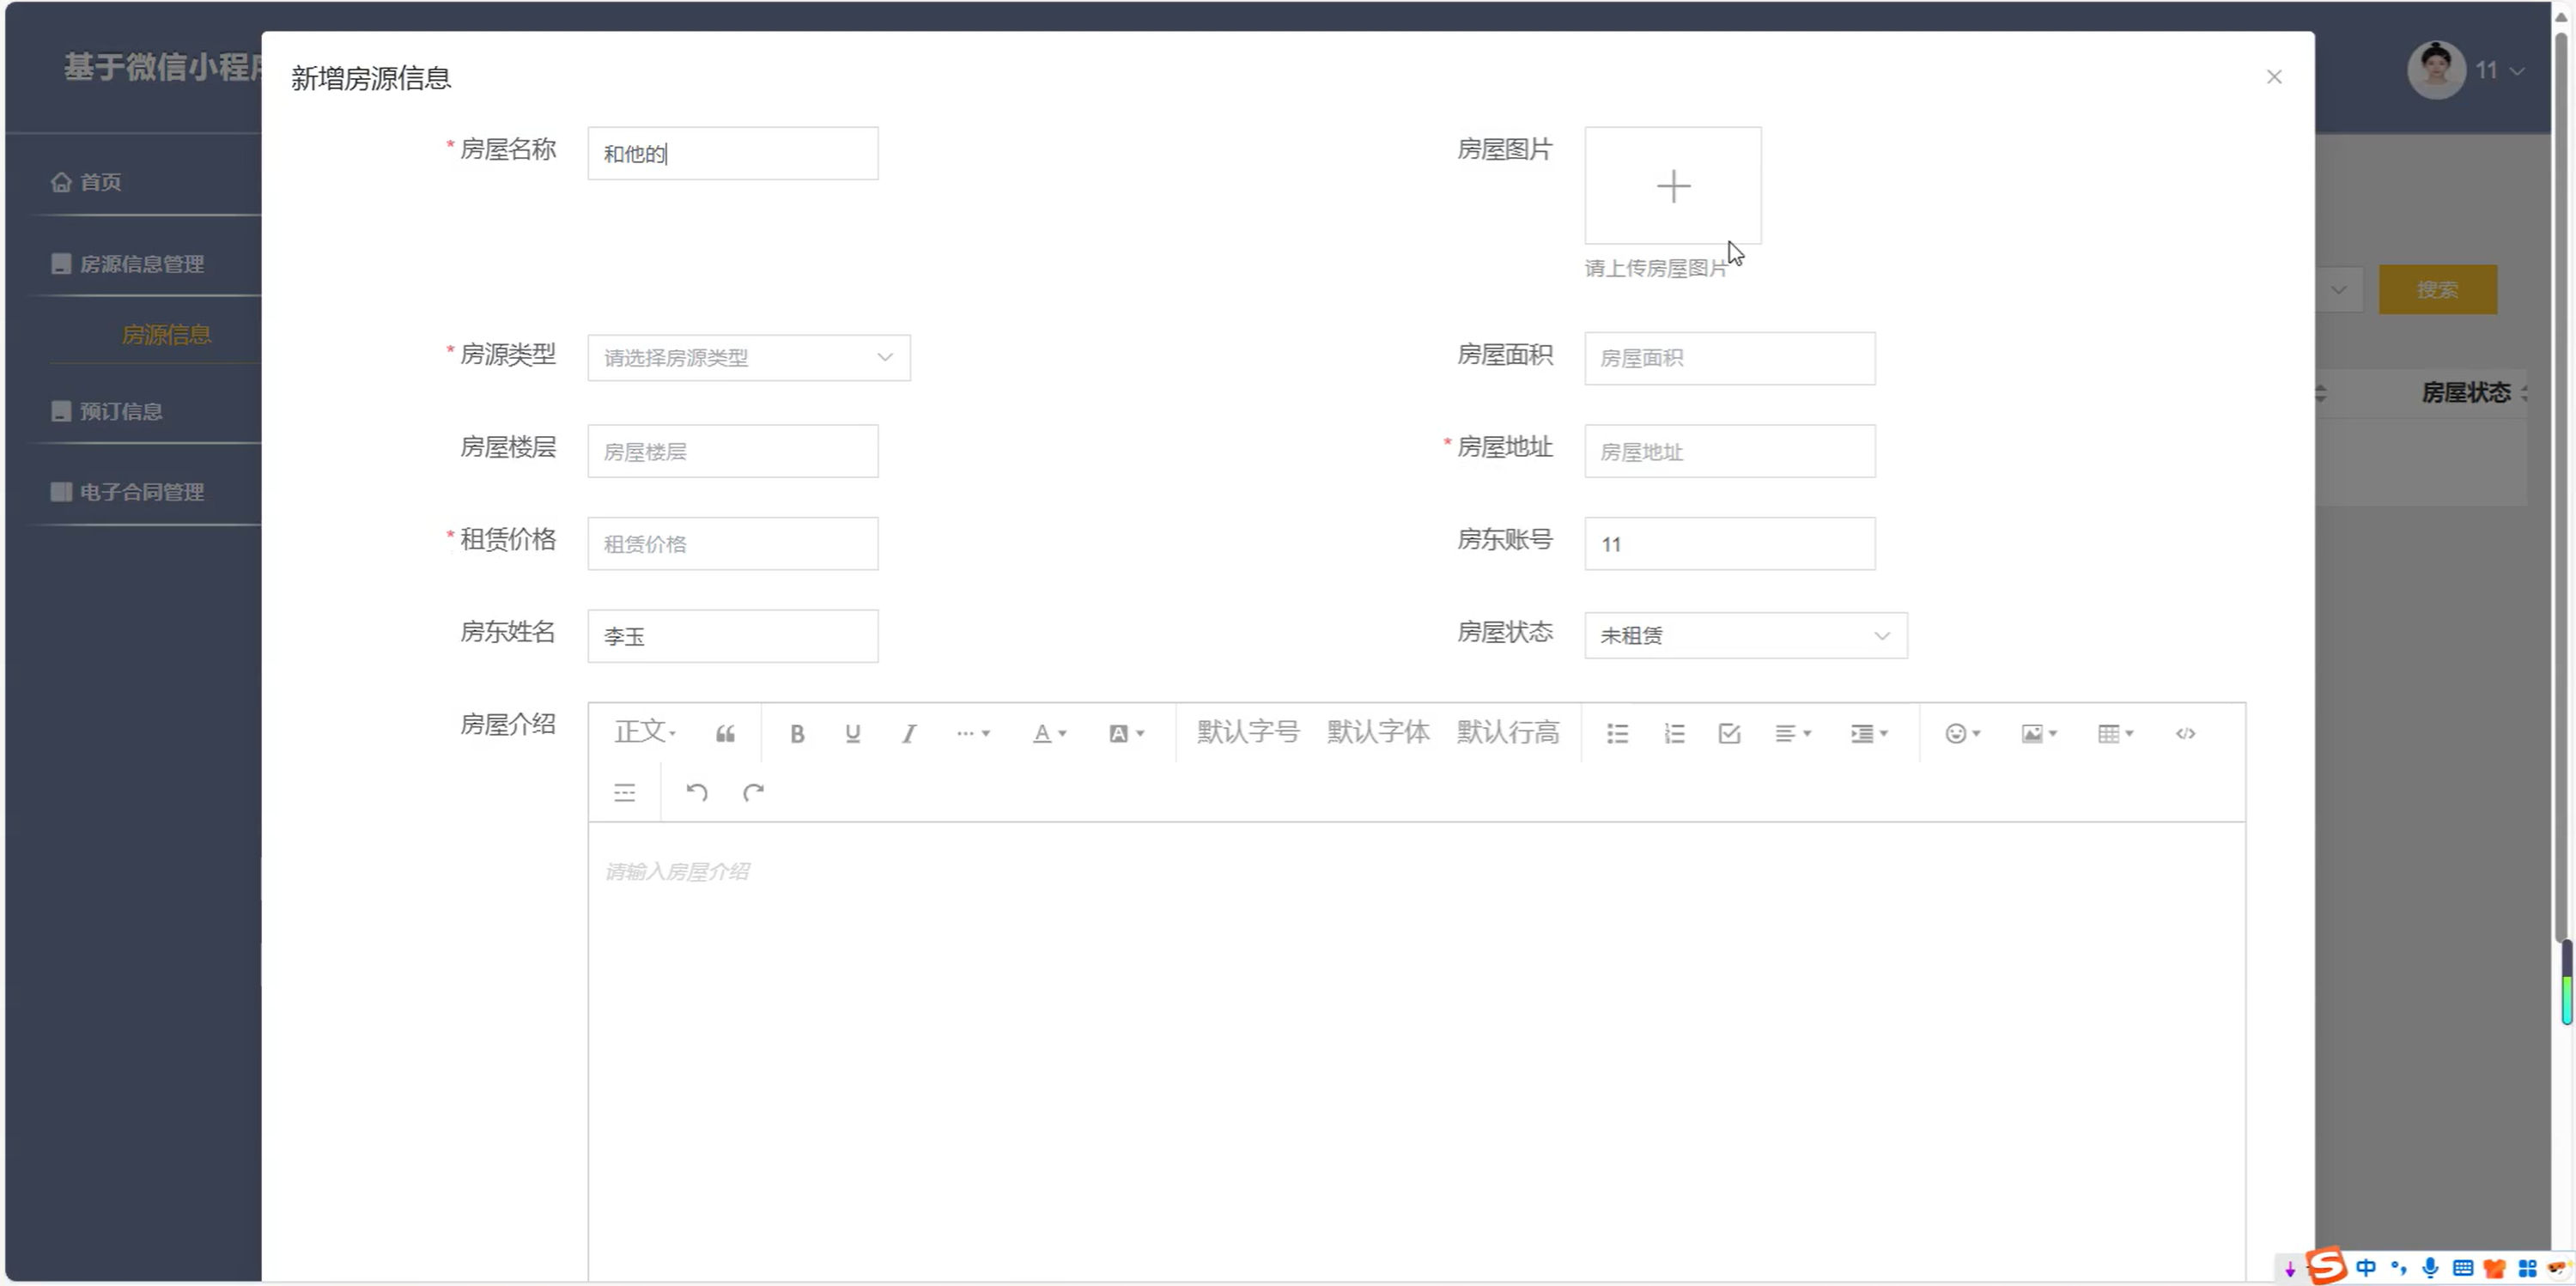 基于微信小程
11
新增房源信息
* 房屋名称
和他的
房屋图片
请上传房屋图片
首页
房源信息管理
房源信息
预订信息
电子合同管理
搜索
房屋状态
* 房源类型
请选择房源类型
房屋面积
房屋面积
房屋楼层
房屋楼层
* 房屋地址
房屋地址
* 租赁价格
租赁价格
房东账号
11
房东姓名
李玉
房屋状态
未租赁
房屋介绍
正文
默认字号 默认字体 默认行高
请输入房屋介绍
中